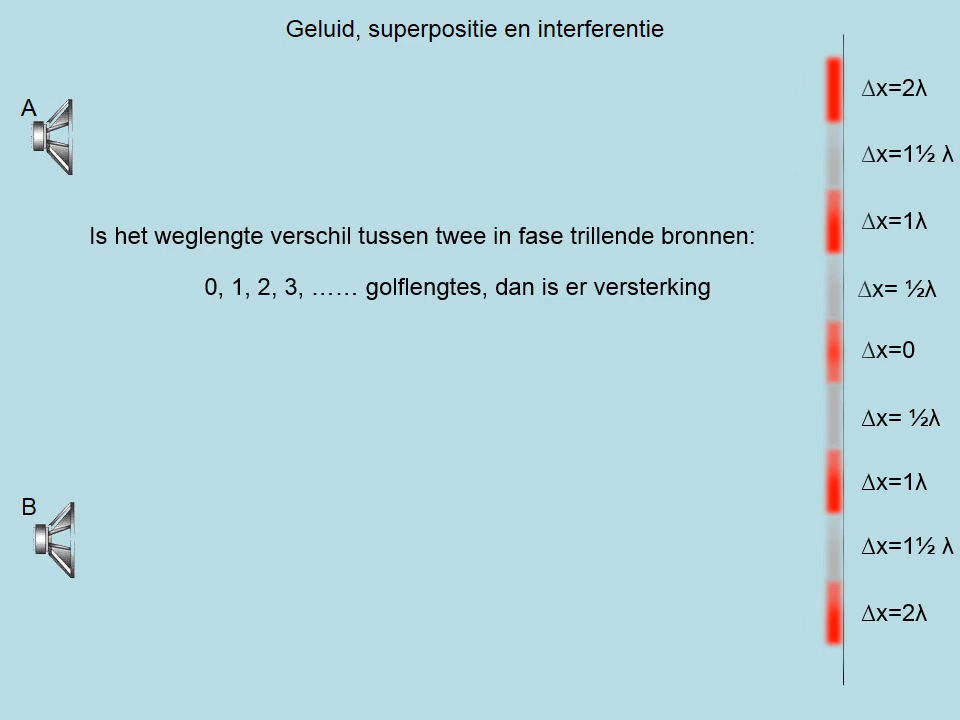 Geluid, superpositie en interferentie
A
∆x=2λ
∆x=1½ λ
∆x=1λ
Is het weglengte verschil tussen twee in fase trillende bronnen:
0, 1, 2, 3, …… golflengtes, dan is er versterking
∆x= ½λ
∆x=0
∆x= ½λ
∆x=1λ
B
∆x=1½ λ
∆x=2λ